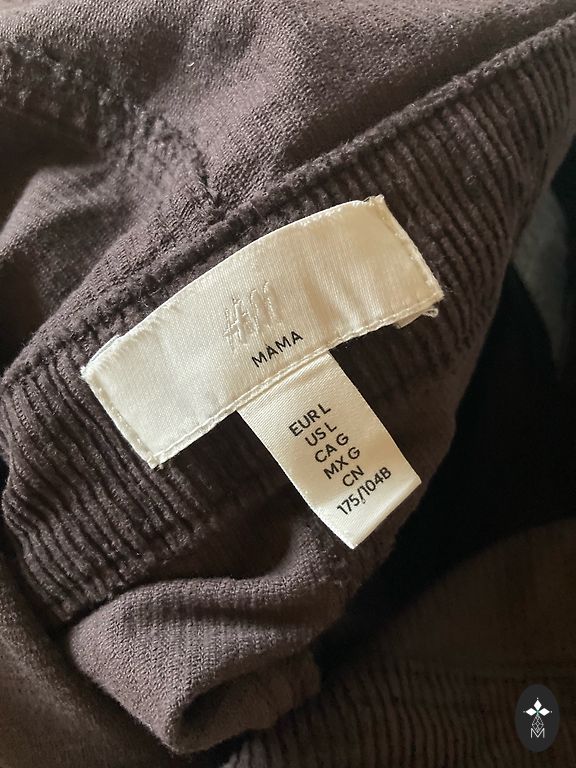 H&M
MAMA
EUR L
US L
CA G
MX G
CN
175/104B